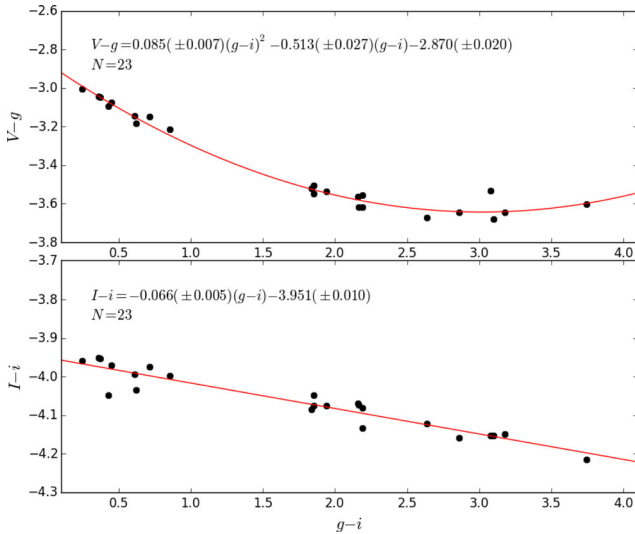 −2.6
V−g=0.085(±0.007)(g−i)² −0.513(±0.027)(g−i)−2.870(±0.020)
−2.8
N=23
−3.0
−3.2
V−g
−3.4
−3.6
−3.8
0.5 1.0 1.5 2.0 2.5 3.0 3.5 4.0
−3.7
I−i=−0.066(±0.005)(g−i)−3.951(±0.010)
−3.8
N=23
−3.9
−4.0
I−i
−4.1
−4.2
−4.3
0.5 1.0 1.5 2.0 2.5 3.0 3.5 4.0
g−i